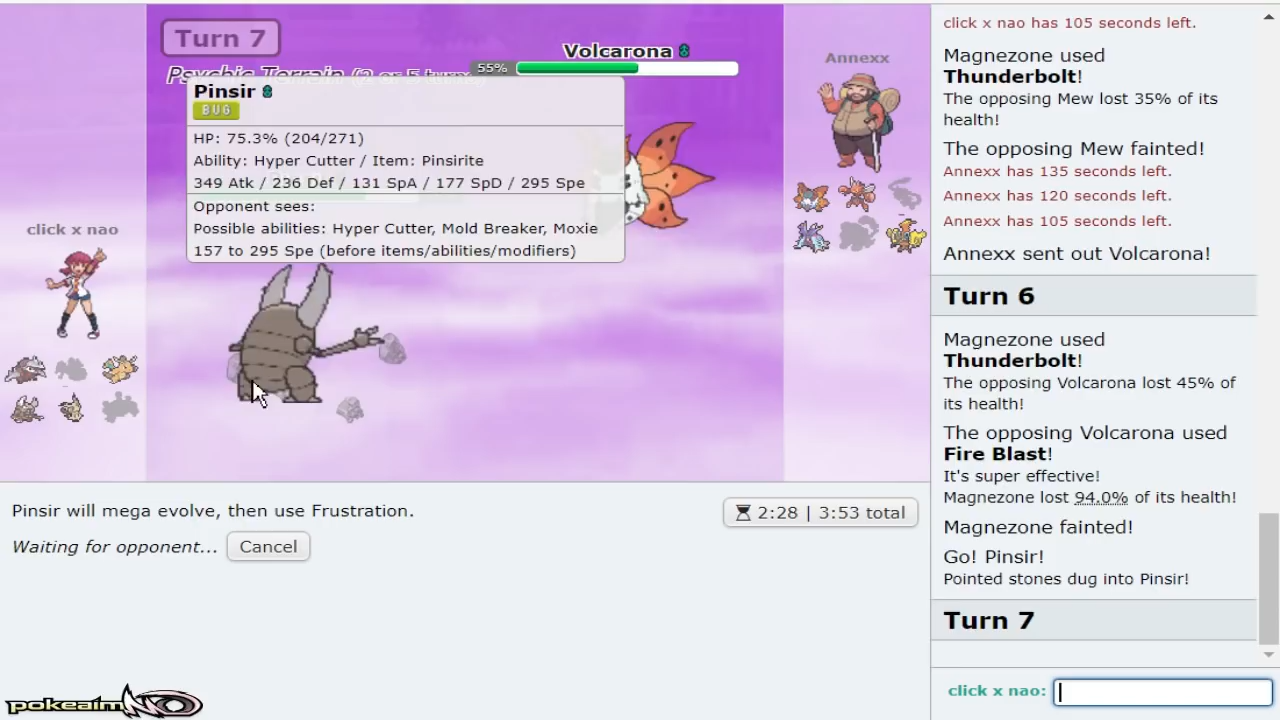 Turn 7
Volcarona
Psychic Terrain (2 or 5 turns)
55%
Pinsir
BUG
HP: 75.3% (204/271)
Ability: Hyper Cutter / Item: Pinsirite
349 Atk / 236 Def / 131 SpA / 177 SpD / 295 Spe
Opponent sees:
Possible abilities: Hyper Cutter, Mold Breaker, Moxie
157 to 295 Spe (before items/abilities/modifiers)
click x nao
Annexx
Pinsir will mega evolve, then use Frustration.
Waiting for opponent...
Cancel
2:28 | 3:53 total
pokeaimNO
click x nao has 105 seconds left.
Magnezone used
Thunderbolt!
The opposing Mew lost 35% of its
health!
The opposing Mew fainted!
Annexx has 135 seconds left.
Annexx has 120 seconds left.
Annexx has 105 seconds left.
Annexx sent out Volcarona!
Turn 6
Magnezone used
Thunderbolt!
The opposing Volcarona lost 45% of
its health!
The opposing Volcarona used
Fire Blast!
It's super effective!
Magnezone lost 94.0% of its health!
Magnezone fainted!
Go! Pinsir!
Pointed stones dug into Pinsir!
Turn 7
click x nao: